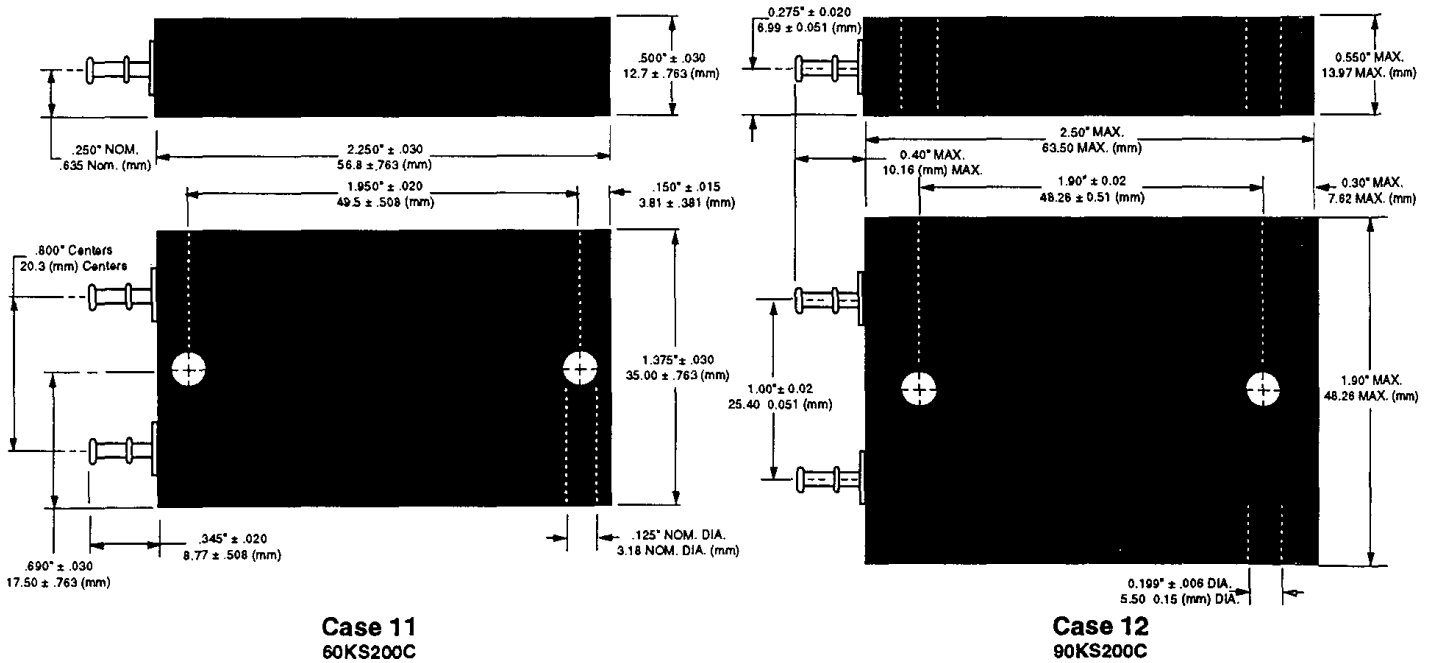 .500" ± .030
12.7 ± .763 (mm)
.250" NOM.
.635 Nom. (mm)
2.250" ± .030
56.8 ± .763 (mm)
1.950" ± .020
49.5 ± .508 (mm)
.150" ± .015
3.81 ± .381 (mm)
.800" Centers
20.3 (mm) Centers
1.375" ± .030
35.00 ± .763 (mm)
.345" ± .020
8.77 ± .508 (mm)
.125" NOM. DIA.
3.18 NOM. DIA. (mm)
.690" ± .030
17.50 ± .763 (mm)
Case 11
60KS200C
0.275" ± 0.020
6.99 ± 0.051 (mm)
0.550" MAX.
13.97 MAX. (mm)
2.50" MAX.
63.50 MAX. (mm)
0.40" MAX.
10.16 (mm) MAX.
1.90" ± 0.02
48.26 ± 0.51 (mm)
0.30" MAX.
7.62 MAX. (mm)
1.00" ± 0.02
25.40 0.051 (mm)
1.90" MAX.
48.26 MAX. (mm)
0.199" ± .006 DIA.
5.50 0.15 (mm) DIA.
Case 12
90KS200C